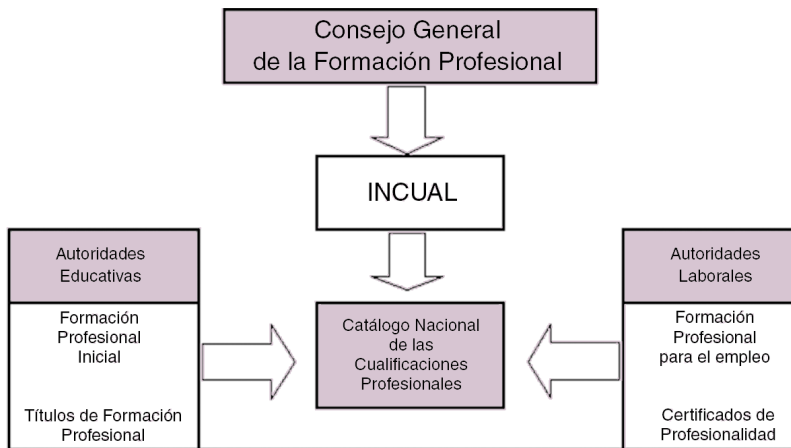 Consejo General
de la Formación Profesional
INCUAL
Autoridades
Educativas
Formación
Profesional
Inicial
Títulos de Formación
Profesional
Catálogo Nacional
de las
Cualificaciones
Profesionales
Autoridades
Laborales
Formación
Profesional
para el empleo
Certificados de
Profesionalidad